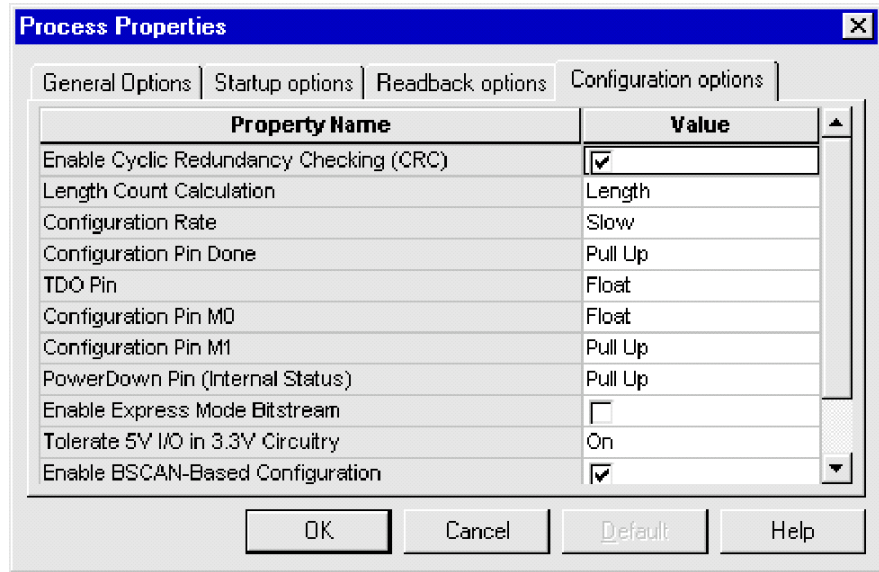 Process Properties
General Options Startup options Readback options Configuration options
Property Name Value
Enable Cyclic Redundancy Checking (CRC)
Length Count Calculation Length
Configuration Rate Slow
Configuration Pin Done Pull Up
TDO Pin Float
Configuration Pin M0 Float
Configuration Pin M1 Pull Up
PowerDown Pin (Internal Status) Pull Up
Enable Express Mode Bitstream
Tolerate 5V I/O in 3.3V Circuitry On
Enable BSCAN-Based Configuration
OK Cancel Default Help